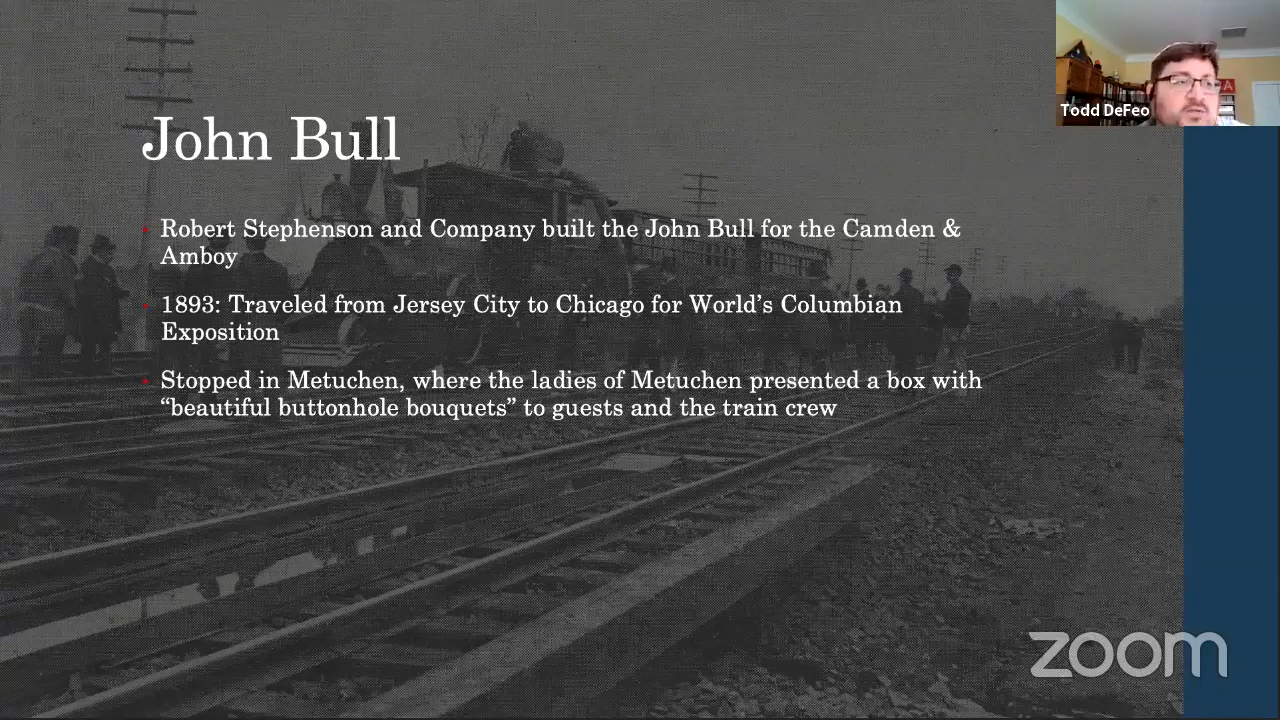 Todd DeFeo
John Bull
Robert Stephenson and Company built the John Bull for the Camden &
Amboy
1893: Traveled from Jersey City to Chicago for World’s Columbian
Exposition
Stopped in Metuchen, where the ladies of Metuchen presented a box with
“beautiful buttonhole bouquets” to guests and the train crew
zoom